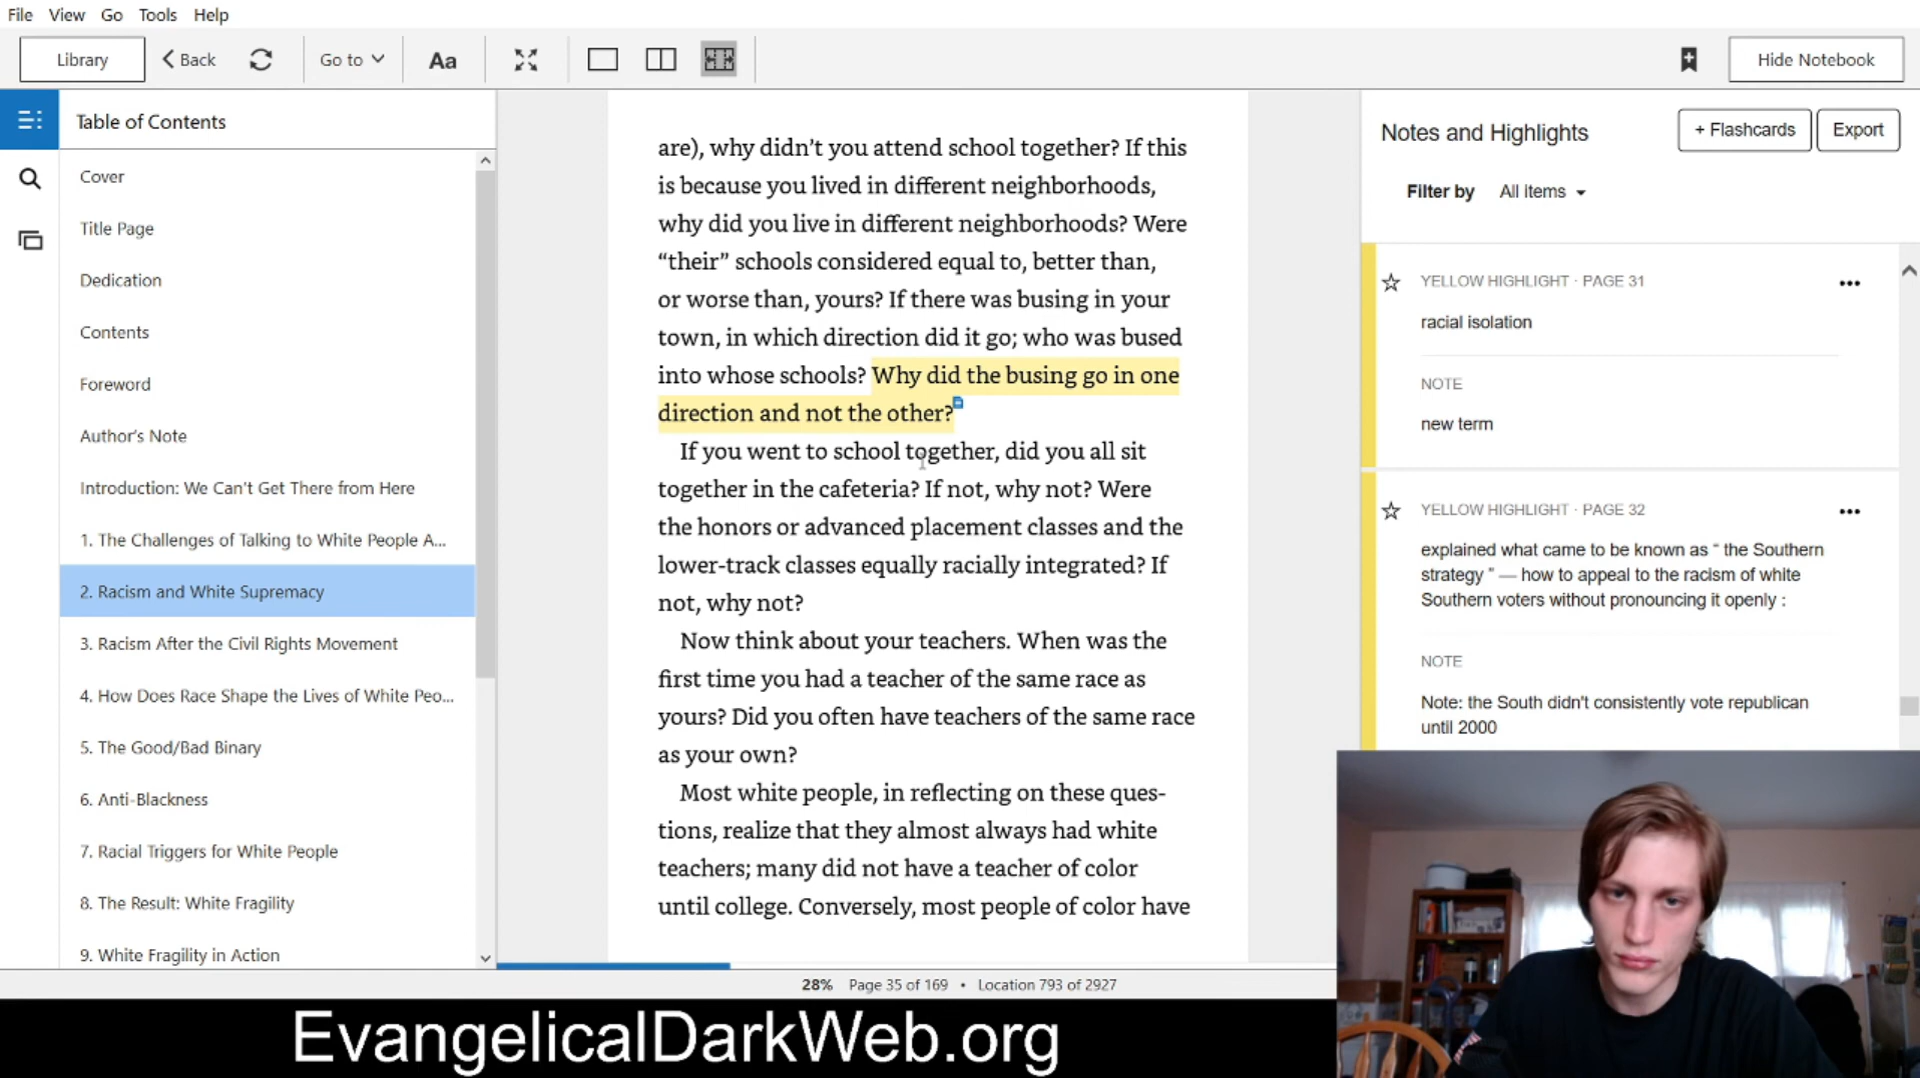 File View Go Tools Help
Library Back Go to Aa Hide Notebook
Table of Contents
Cover
Title Page
Dedication
Contents
Foreword
Author's Note
Introduction: We Can't Get There from Here
1. The Challenges of Talking to White People A...
2. Racism and White Supremacy
3. Racism After the Civil Rights Movement
4. How Does Race Shape the Lives of White Peo...
5. The Good/Bad Binary
6. Anti-Blackness
7. Racial Triggers for White People
8. The Result: White Fragility
9. White Fragility in Action
are), why didn't you attend school together? If this
is because you lived in different neighborhoods,
why did you live in different neighborhoods? Were
“their” schools considered equal to, better than,
or worse than, yours? If there was busing in your
town, in which direction did it go; who was bused
into whose schools? Why did the busing go in one
direction and not the other?
If you went to school together, did you all sit
together in the cafeteria? If not, why not? Were
the honors or advanced placement classes and the
lower-track classes equally racially integrated? If
not, why not?
Now think about your teachers. When was the
first time you had a teacher of the same race as
yours? Did you often have teachers of the same race
as your own?
Most white people, in reflecting on these ques-
tions, realize that they almost always had white
teachers; many did not have a teacher of color
until college. Conversely, most people of color have
28% Page 35 of 169 • Location 793 of 2927
Notes and Highlights
+ Flashcards
Export
Filter by All items
YELLOW HIGHLIGHT · PAGE 31
racial isolation
NOTE
new term
YELLOW HIGHLIGHT · PAGE 32
explained what came to be known as “ the Southern
strategy ” — how to appeal to the racism of white
Southern voters without pronouncing it openly :
NOTE
Note: the South didn't consistently vote republican
until 2000
EvangelicalDarkWeb.org